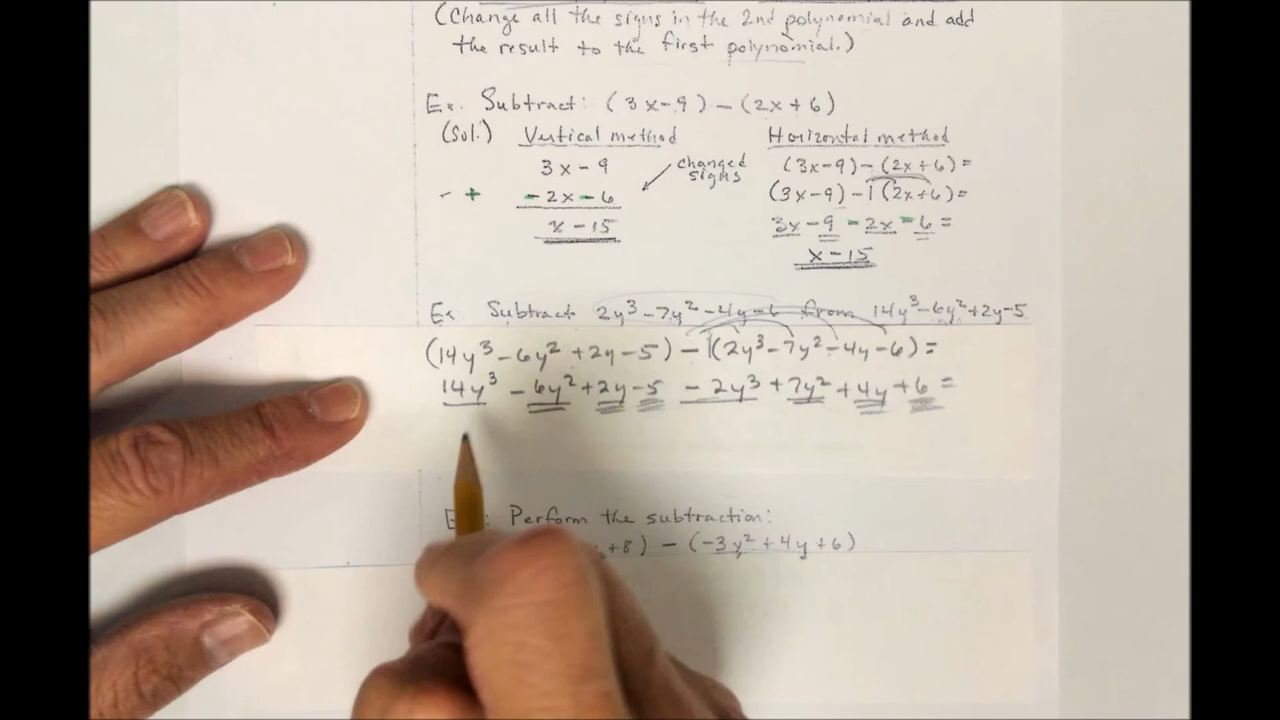 (Change all the signs in the 2nd polynomial and add
the result to the first polynomial.)
Ex. Subtract: (3x-9) - (2x+6)
(Sol.) Vertical method
3x - 9
- + - 2x - 6
x - 15
changed
signs
Horizontal method
(3x-9) - (2x+6) =
(3x-9) - 1(2x+6) =
3x - 9 - 2x - 6 =
x - 15
Ex Subtract 2y³ - 7y² - 4y - 6 from 14y³ - 6y² + 2y - 5
(14y³ - 6y² + 2y - 5) - 1(2y³ - 7y² - 4y - 6) =
14y³ - 6y² + 2y - 5 - 2y³ + 7y² + 4y + 6 =
Perform the subtraction:
+8) - (-3y² + 4y + 6)